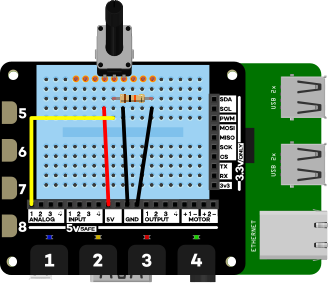 SDA
SCL
PWM
MOSI
MISO
SCK
CS
TX
RX
3v3
3.3v ONLY
USB 2x
USB 2x
ETHERNET
5
6
7
8
1 2 3 4
ANALOG
1 2 3 4
INPUT
5V
GND
1 2 3 4
OUTPUT
+1- +2-
MOTOR
5V SAFE
1
2
3
4